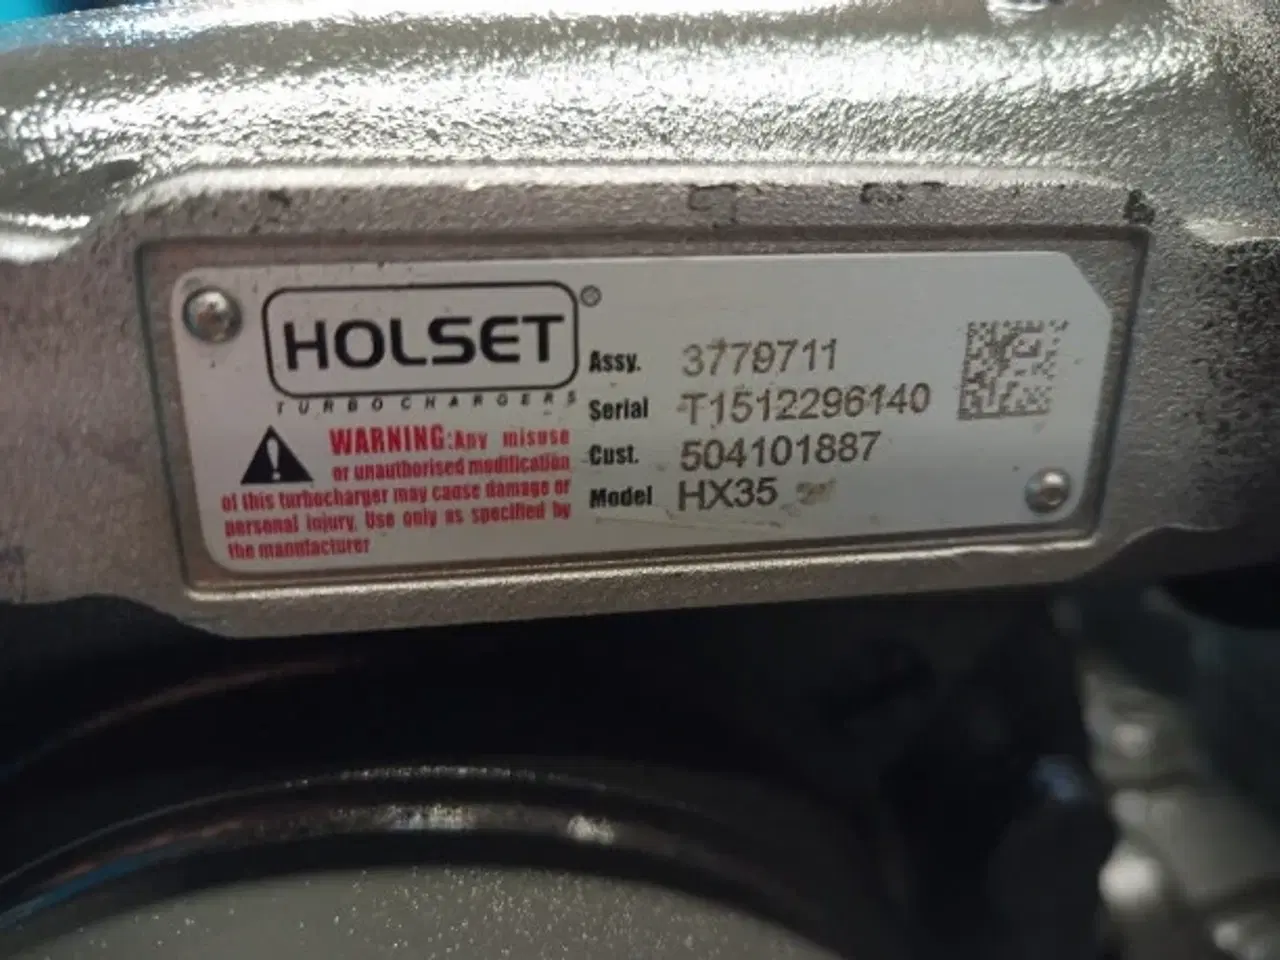 HOLSET®
TURBOCHARGERS
WARNING: Any misuse
or unauthorised modification
of this turbocharger may cause damage or
personal injury. Use only as specified by
the manufacturer
Assy. 3779711
Serial T1512296140
Cust. 504101887
Model HX35